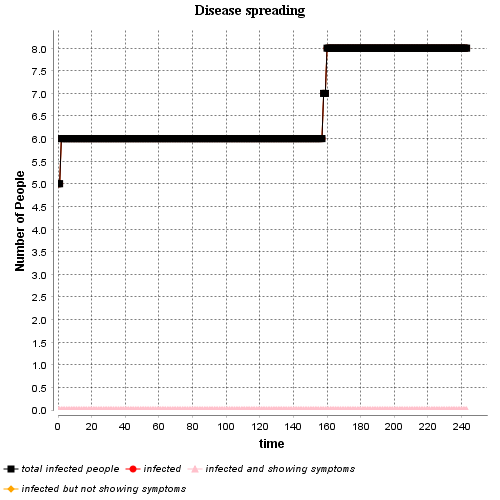 Disease spreading
8.0
7.5
7.0
6.5
6.0
5.5
5.0
4.5
4.0
3.5
3.0
2.5
2.0
1.5
1.0
0.5
0.0
Number of People
0 20 40 60 80 100 120 140 160 180 200 220 240
time
total infected people infected infected and showing symptoms
infected but not showing symptoms